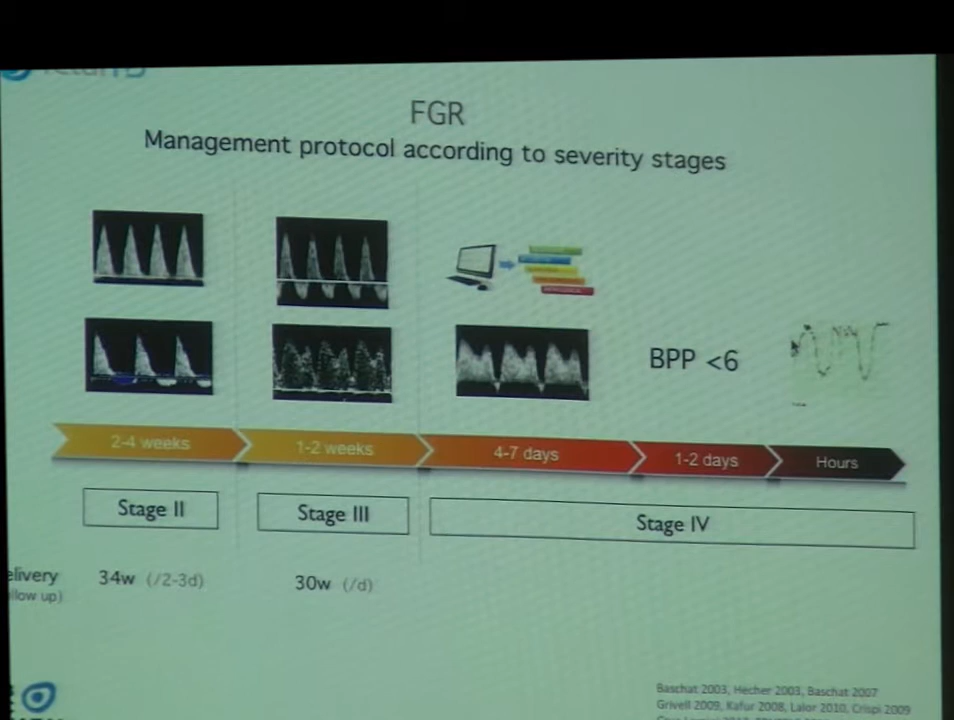 FGR
Management protocol according to severity stages
BPP <6
2-4 weeks
1-2 weeks
4-7 days
1-2 days
Hours
Stage II
Stage III
Stage IV
elivery 34w (/2-3d) 30w (/d)
llow up)
Baschat 2003, Hecher 2003, Baschat 2007
Grivell 2009, Kafur 2008, Lalor 2010, Crispi 2009